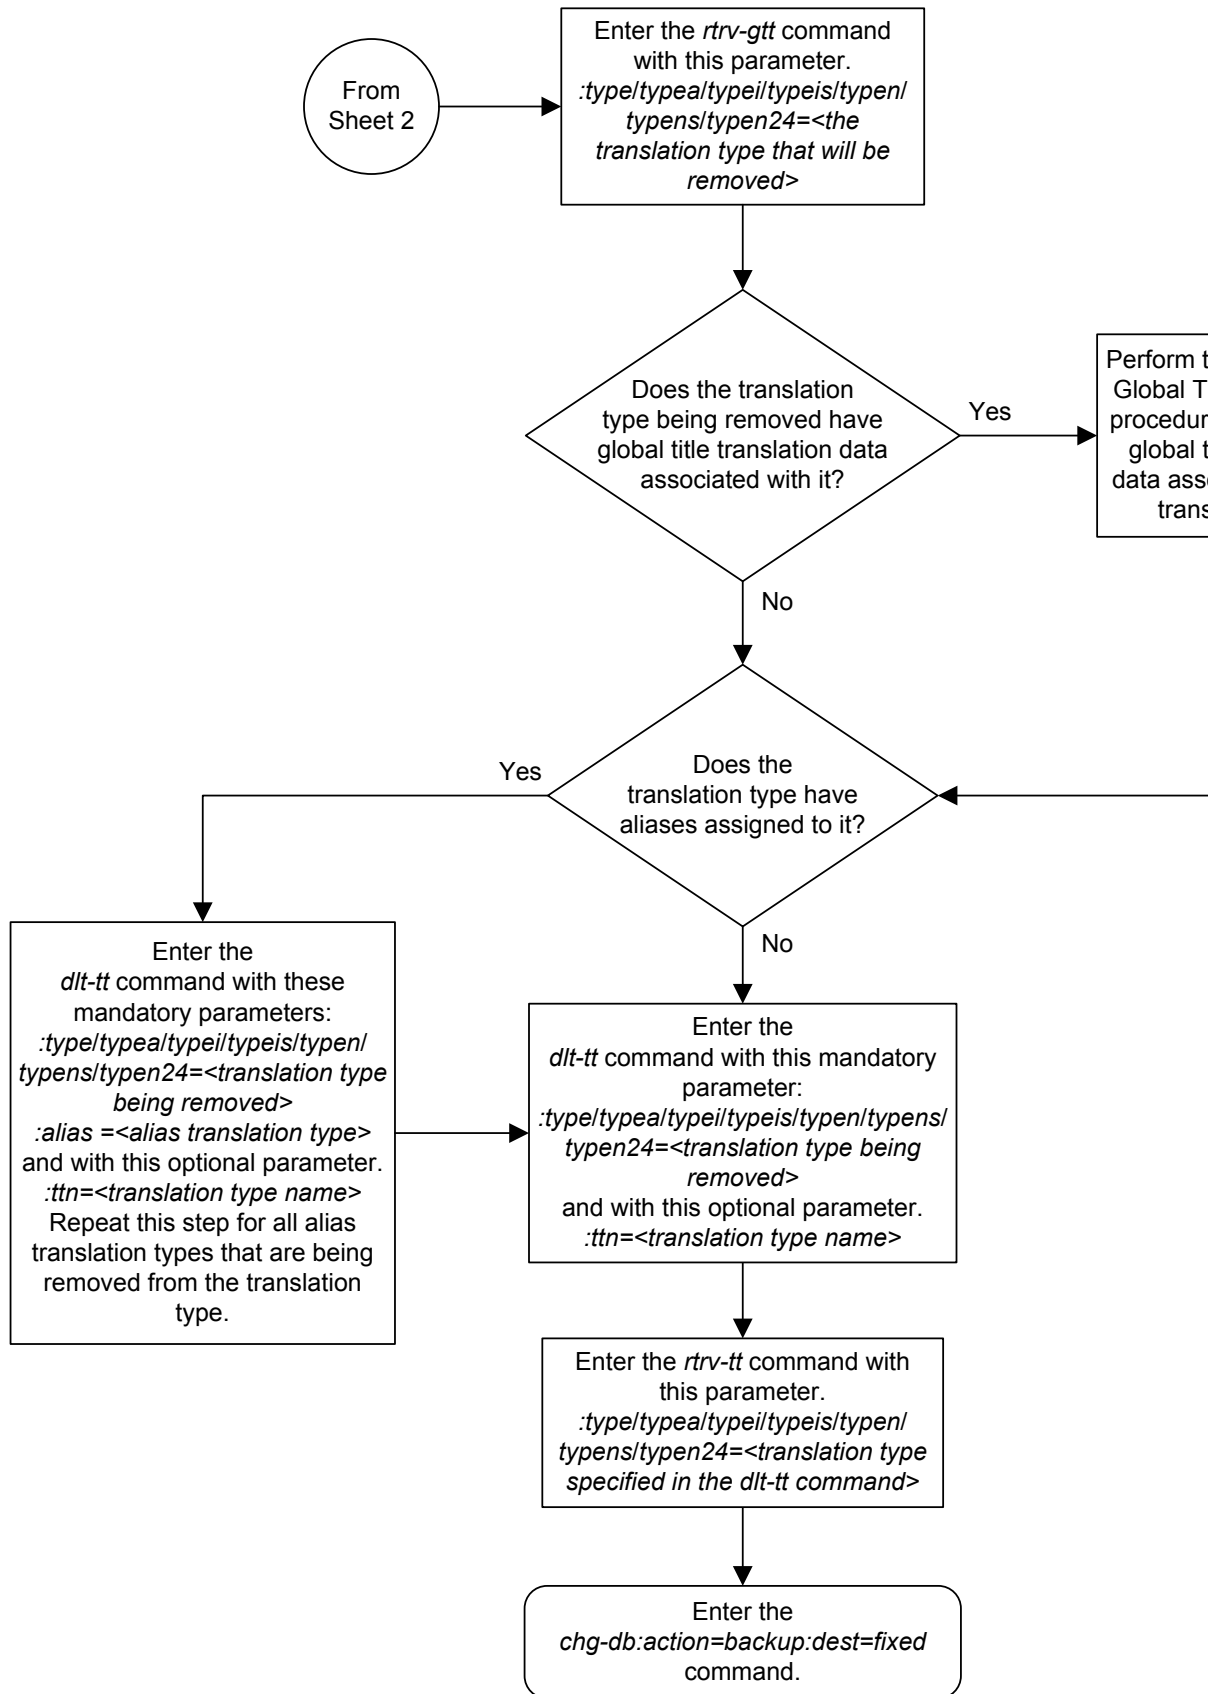 From
Sheet 2
Enter the rtrv-gtt command
with this parameter.
:type/typea/typei/typeis/typen/
typens/typen24=<the
translation type that will be
removed>
Does the translation
type being removed have
global title translation data
associated with it?
Yes
Perform t
Global T
procedur
global t
data ass
trans
No
Does the
translation type have
aliases assigned to it?
Yes
No
Enter the
dlt-tt command with these
mandatory parameters:
:type/typea/typei/typeis/typen/
typens/typen24=<translation type
being removed>
:alias =<alias translation type>
and with this optional parameter.
:ttn=<translation type name>
Repeat this step for all alias
translation types that are being
removed from the translation
type.
Enter the
dlt-tt command with this mandatory
parameter:
:type/typea/typei/typeis/typen/typens/
typen24=<translation type being
removed>
and with this optional parameter.
:ttn=<translation type name>
Enter the rtrv-tt command with
this parameter.
:type/typea/typei/typeis/typen/
typens/typen24=<translation type
specified in the dlt-tt command>
Enter the
chg-db:action=backup:dest=fixed
command.